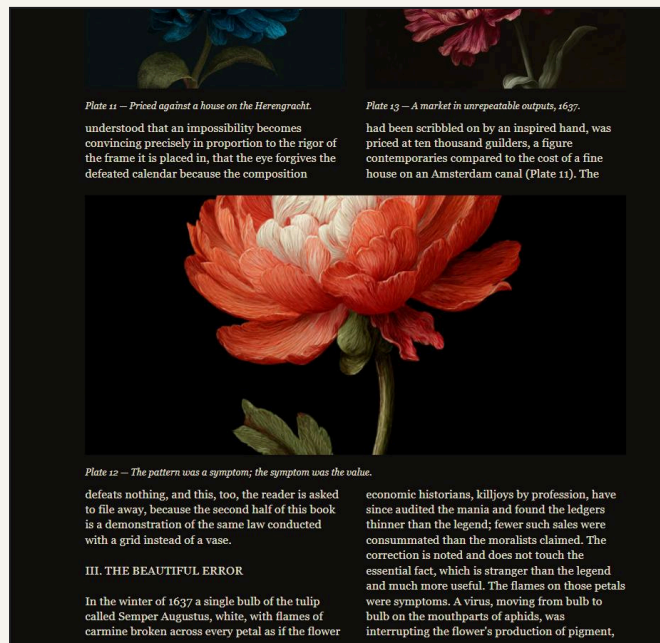 Plate 11 — Priced against a house on the Herengracht.
understood that an impossibility becomes
convincing precisely in proportion to the rigor of
the frame it is placed in, that the eye forgives the
defeated calendar because the composition
Plate 13 — A market in unrepeatable outputs, 1637.
had been scribbled on by an inspired hand, was
priced at ten thousand guilders, a figure
contemporaries compared to the cost of a fine
house on an Amsterdam canal (Plate 11). The
Plate 12 — The pattern was a symptom; the symptom was the value.
defeats nothing, and this, too, the reader is asked
to file away, because the second half of this book
is a demonstration of the same law conducted
with a grid instead of a vase.
III. THE BEAUTIFUL ERROR
In the winter of 1637 a single bulb of the tulip
called Semper Augustus, white, with flames of
carmine broken across every petal as if the flower
economic historians, killjoys by profession, have
since audited the mania and found the ledgers
thinner than the legend; fewer such sales were
consummated than the moralists claimed. The
correction is noted and does not touch the
essential fact, which is stranger than the legend
and much more useful. The flames on those petals
were symptoms. A virus, moving from bulb to
bulb on the mouthparts of aphids, was
interrupting the flower's production of pigment,